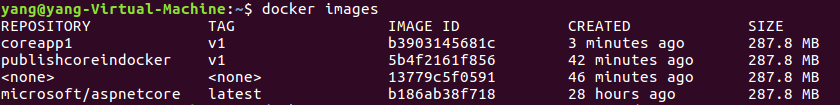 yang@yang-Virtual-Machine:~$ docker images
REPOSITORY TAG IMAGE ID CREATED SIZE
coreapp1 v1 b3903145681c 3 minutes ago 287.8 MB
publishcoreindocker v1 5b4f2161f856 42 minutes ago 287.8 MB
<none> <none> 13779c5f0591 46 minutes ago 287.8 MB
microsoft/aspnetcore latest b186ab38f718 28 hours ago 287.8 MB